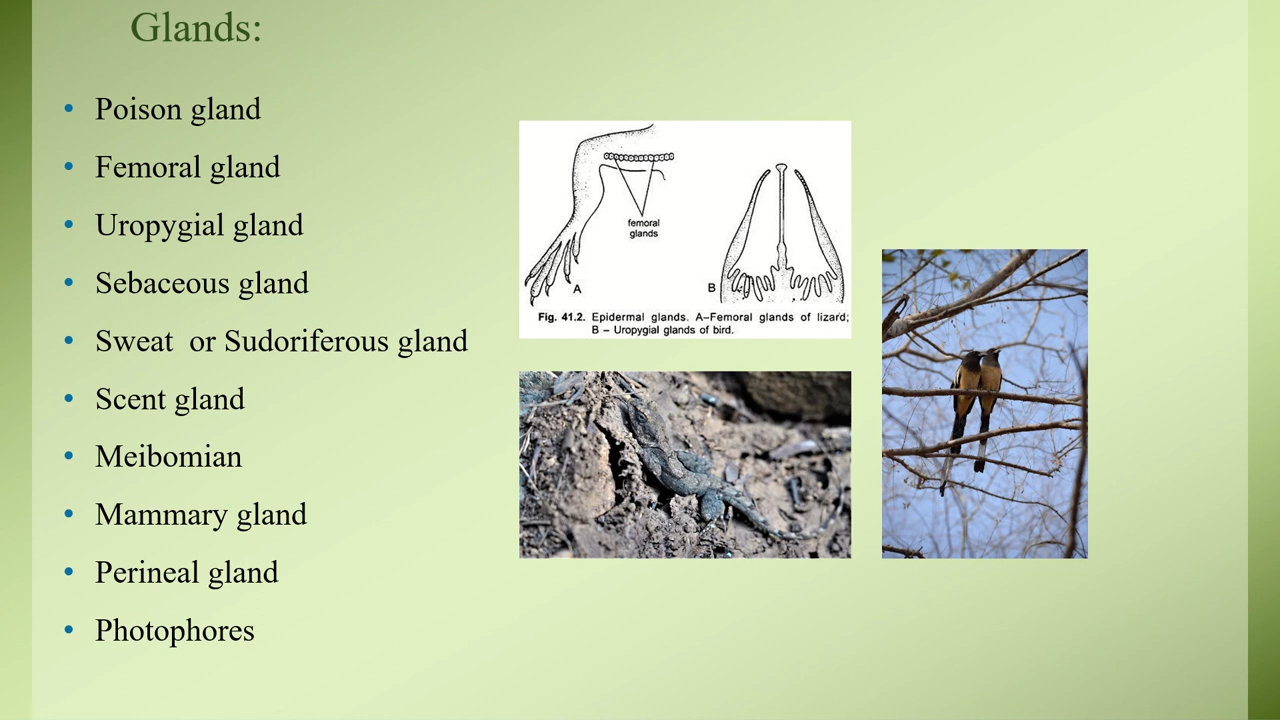 Glands:
• Poison gland
• Femoral gland
• Uropygial gland
• Sebaceous gland
• Sweat  or Sudoriferous gland
• Scent gland
• Meibomian
• Mammary gland
• Perineal gland
• Photophores
femoral
glands
A
B
Fig. 41.2. Epidermal glands. A–Femoral glands of lizard;
B – Uropygial glands of bird.